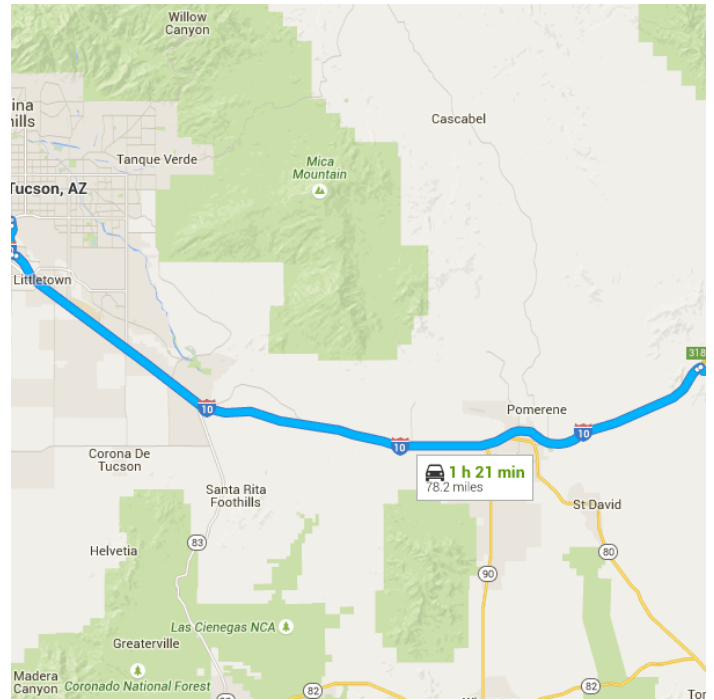 Willow
Canyon
ina
ills
Cascabel
Tanque Verde
Mica
Mountain
Tucson, AZ
Littletown
318
10
Pomerene
10
10
Corona De
Tucson
1 h 21 min
78.2 miles
Santa Rita
Foothills
St David
83
Helvetia
80
90
Las Cienegas NCA
Greaterville
Madera
Canyon
Coronado National Forest
82
82